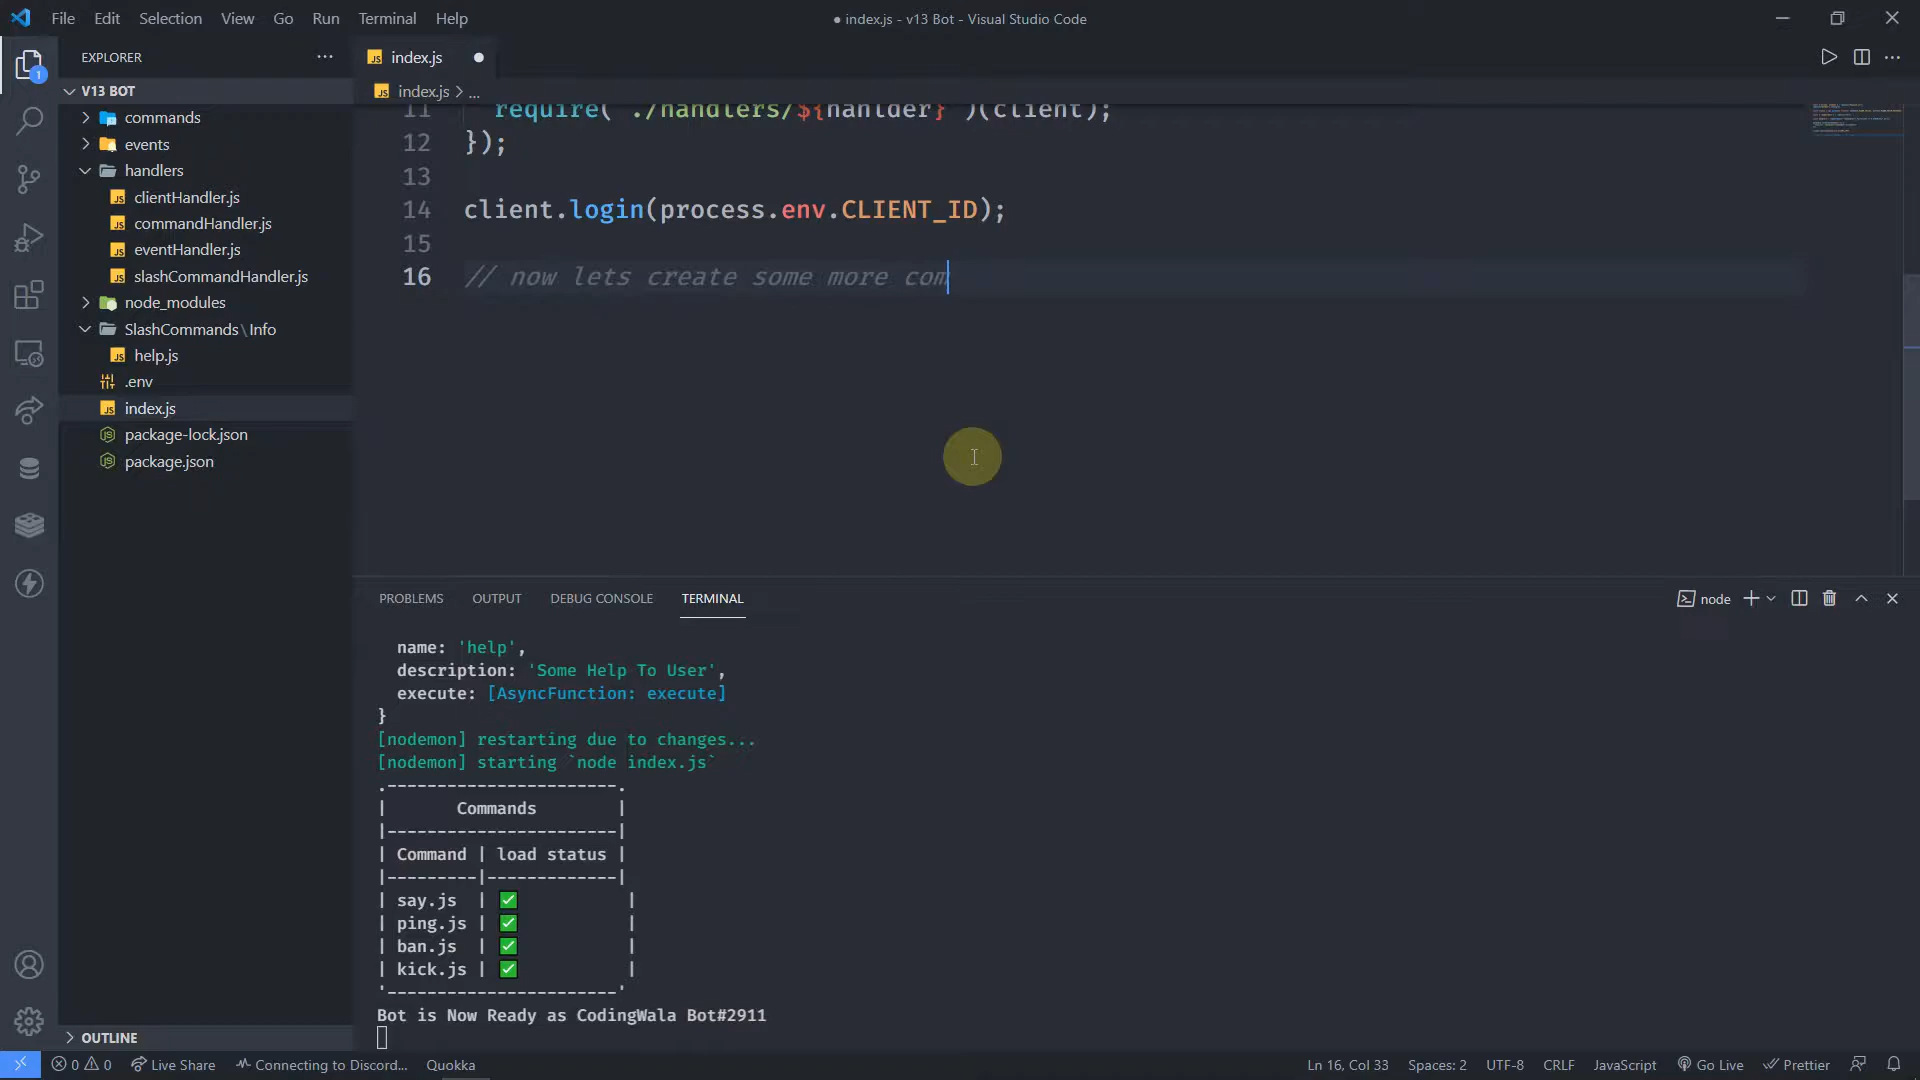 File Edit Selection View Go Run Terminal Help
● index.js - v13 Bot - Visual Studio Code
EXPLORER
V13 BOT
commands
events
handlers
clientHandler.js
commandHandler.js
eventHandler.js
slashCommandHandler.js
node_modules
SlashCommands\Info
help.js
.env
index.js
package-lock.json
package.json
OUTLINE
index.js
index.js > ...
11 require(`./handlers/${hanlder}`)(client);
12 });
13
14 client.login(process.env.CLIENT_ID);
15
16 // now lets create some more com
PROBLEMS OUTPUT DEBUG CONSOLE TERMINAL
node
name: 'help',
description: 'Some Help To User',
execute: [AsyncFunction: execute]
}
[nodemon] restarting due to changes...
[nodemon] starting `node index.js`
.-----------------------.
| Commands |
|-----------------------|
| Command | load status |
|---------|-------------|
| say.js | ✅ |
| ping.js | ✅ |
| ban.js | ✅ |
| kick.js | ✅ |
'-----------------------'
Bot is Now Ready as CodingWala Bot#2911
1
0 0 Live Share Connecting to Discord... Quokka
Ln 16, Col 33 Spaces: 2 UTF-8 CRLF JavaScript Go Live Prettier